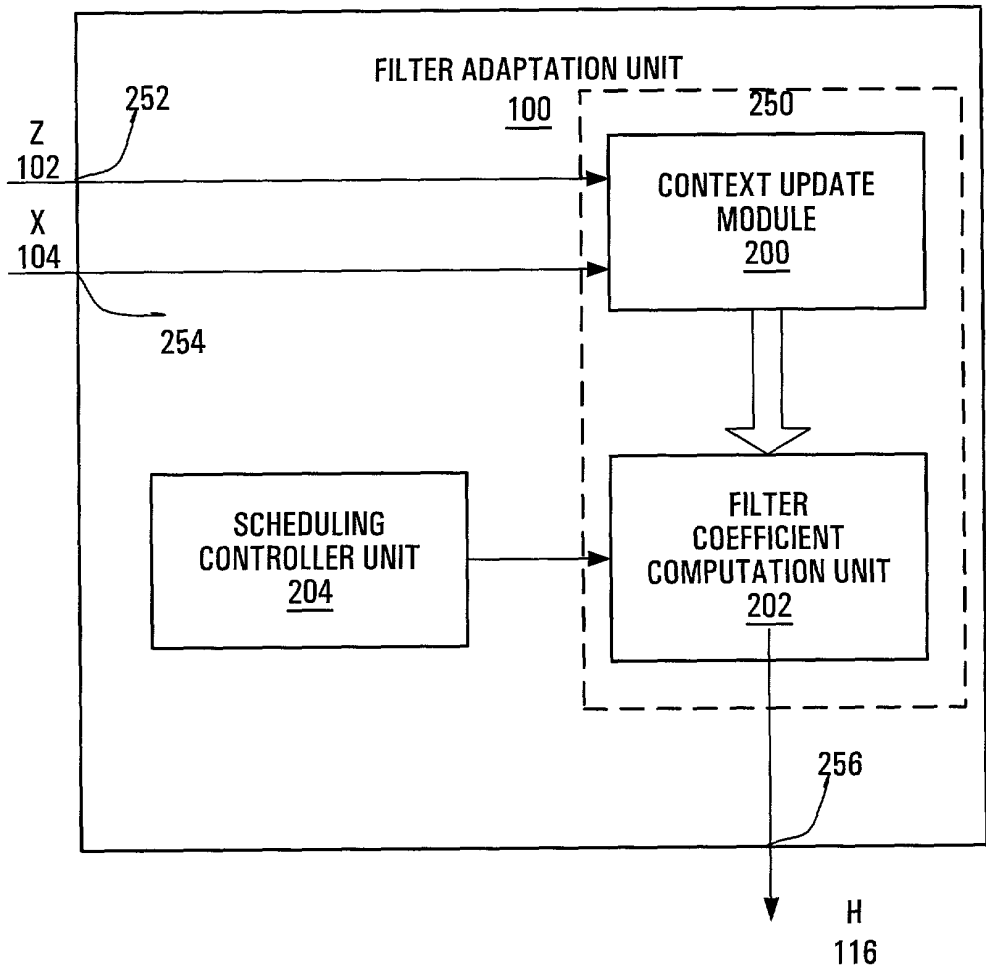 FILTER ADAPTATION UNIT
100
252
250
Z
102
X
104
254
CONTEXT UPDATE
MODULE
200
SCHEDULING
CONTROLLER UNIT
204
FILTER
COEFFICIENT
COMPUTATION UNIT
202
256
H
116